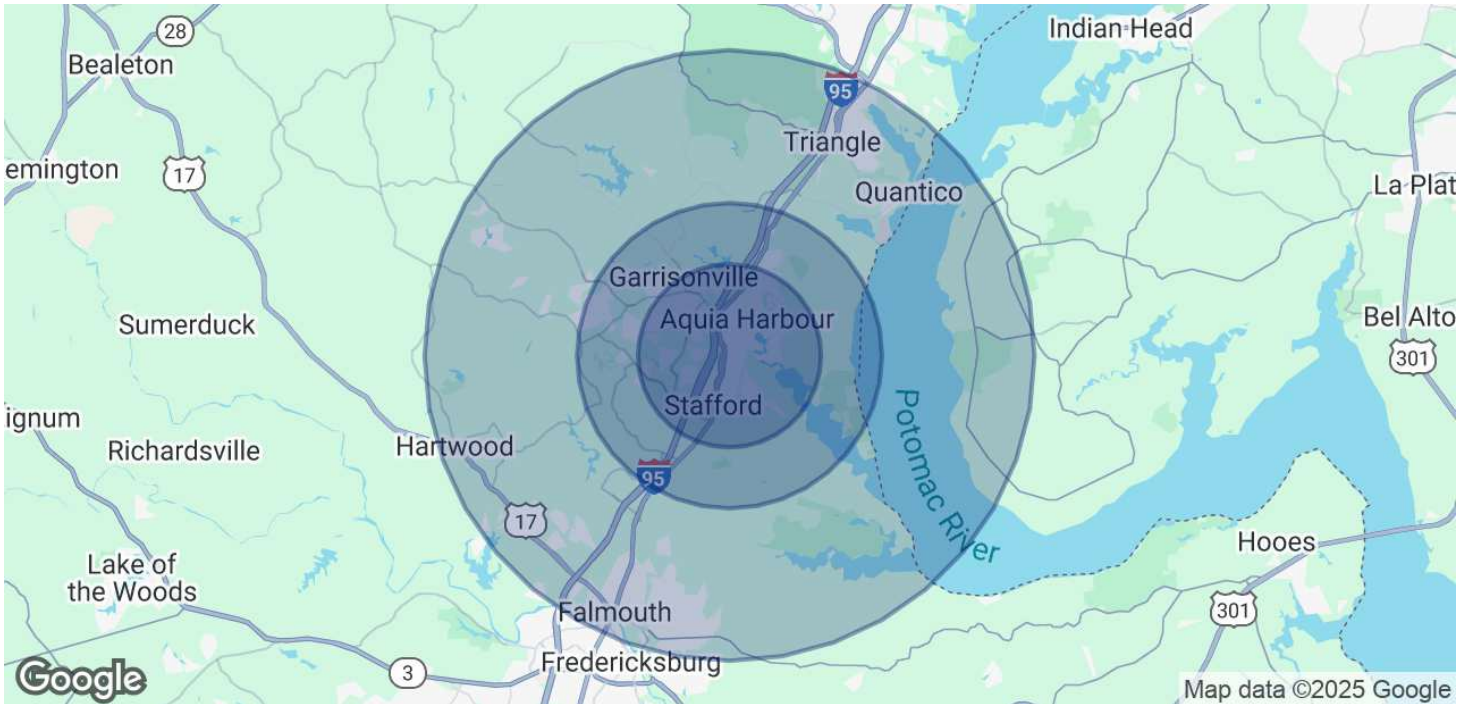 28
Indian Head
Bealeton
95
Triangle
emington
17
Quantico
La Plat
Garrisonville
Sumerduck
Aquia Harbour
Bel Alto
301
Stafford
ignum
Richardsville
Hartwood
Potomac River
95
17
Hooes
Lake of
the Woods
Falmouth
301
3
Fredericksburg
Google
Map data ©2025 Google